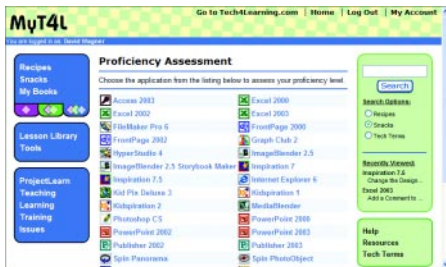 MyT4L
Go to Tech4Learning.com | Home | Log Out | My Account
You are logged in as: David Wagner
Recipes
Snacks
My Books
Lesson Library
Tools
ProjectLearn
Teaching
Learning
Training
Issues
Proficiency Assessment
Choose the application from the listing below to assess your proficiency level.
Access 2003
Excel 2000
Excel 2002
Excel 2003
FileMaker Pro 6
FrontPage 2000
FrontPage 2002
Graph Club 2
HyperStudio 4
ImageBlender 2.5
ImageBlender 2.5 Storybook Maker
Inspiration 7
Inspiration 7.5
Internet Explorer 6
Kid Pix Deluxe 3
Kidspiration 1
Kidspiration 2
MediaBlender
Photoshop CS
PowerPoint 2000
PowerPoint 2002
PowerPoint 2003
Publisher 2002
Publisher 2003
Spin Panorama
Spin PhotoObject
Search
Search Options:
Recipes
Snacks
Tech Terms
Recently Viewed:
Inspiration 7.5
Change the Design...
Excel 2003
Add a Comment to ...
Help
Resources
Tech Terms